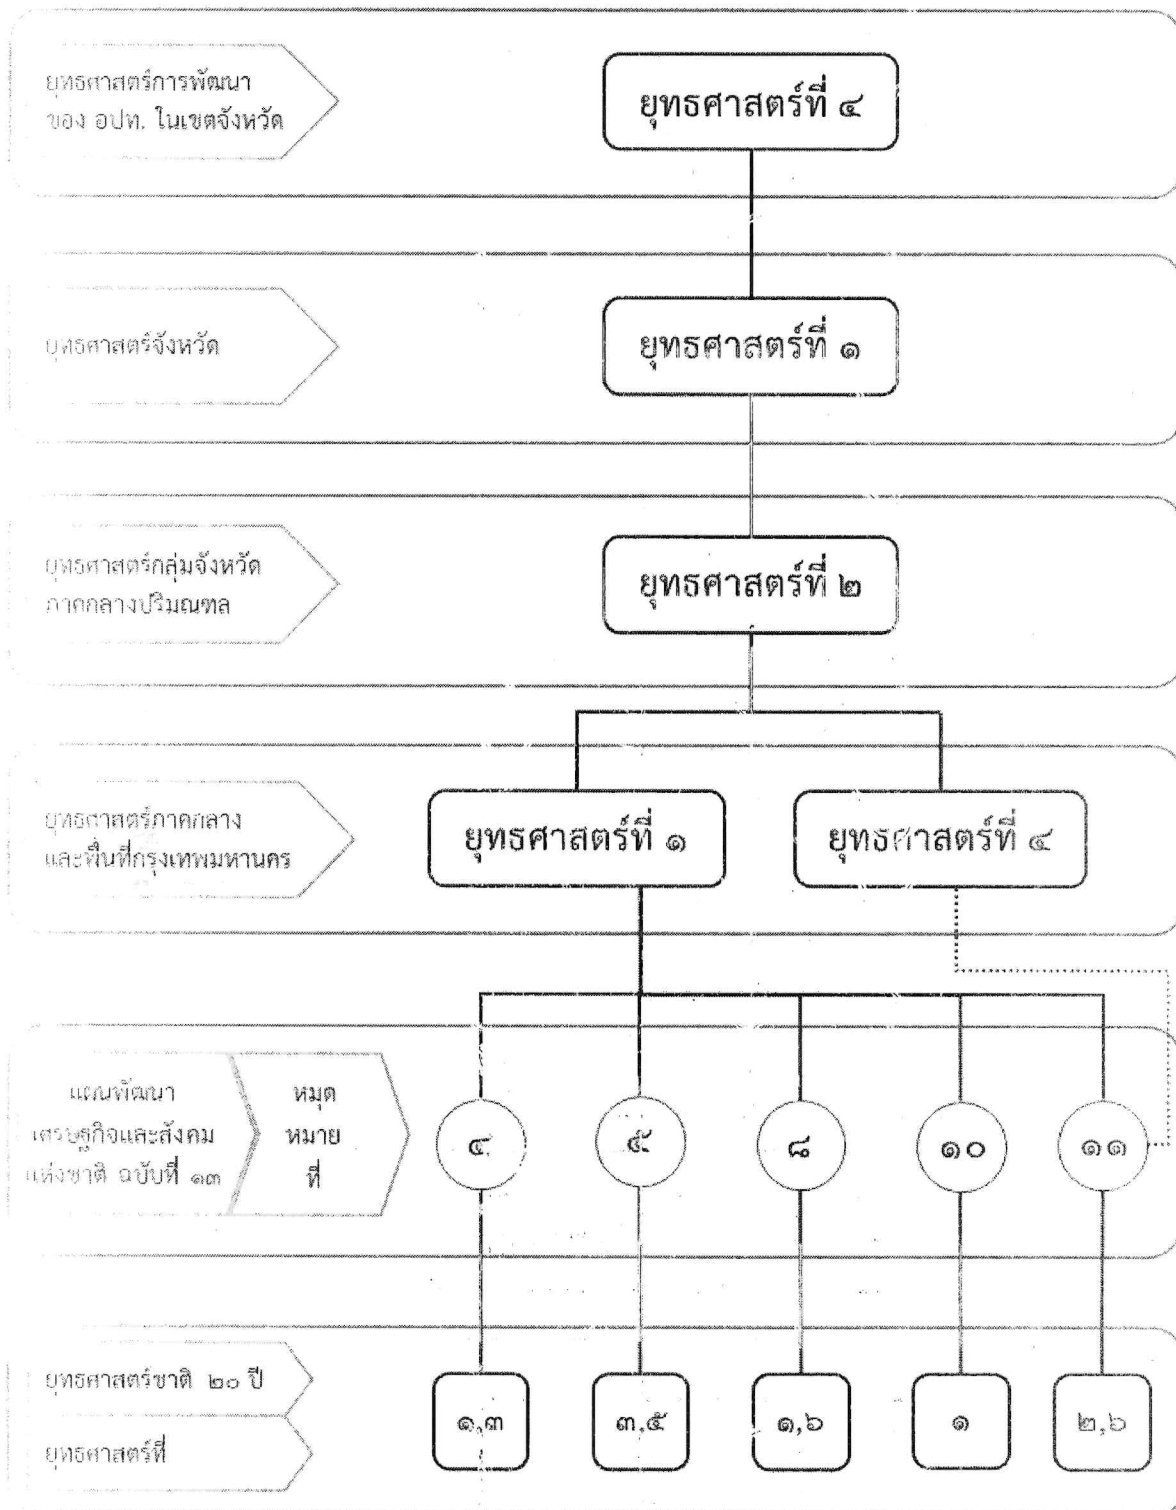 ยุทธศาสตร์การพัฒนา
ของ อปท. ในเขตจังหวัด
ยุทธศาสตร์ที่ ๔
ยุทธศาสตร์จังหวัด
ยุทธศาสตร์ที่ ๑
ยุทธศาสตร์กลุ่มจังหวัด
ภาคกลางปริมณฑล
ยุทธศาสตร์ที่ ๒
ยุทธศาสตร์ภาคกลาง
และพื้นที่กรุงเทพมหานคร
ยุทธศาสตร์ที่ ๑
ยุทธศาสตร์ที่ ๔
แผนพัฒนา
เศรษฐกิจและสังคม
แห่งชาติ ฉบับที่ ๑๓
หมุด
หมาย
ที่
๔
๕
๘
๑๐
๑๑
ยุทธศาสตร์ชาติ ๒๐ ปี
ยุทธศาสตร์ที่
๑,๓
๓,๕
๑,๖
๑
๒,๖